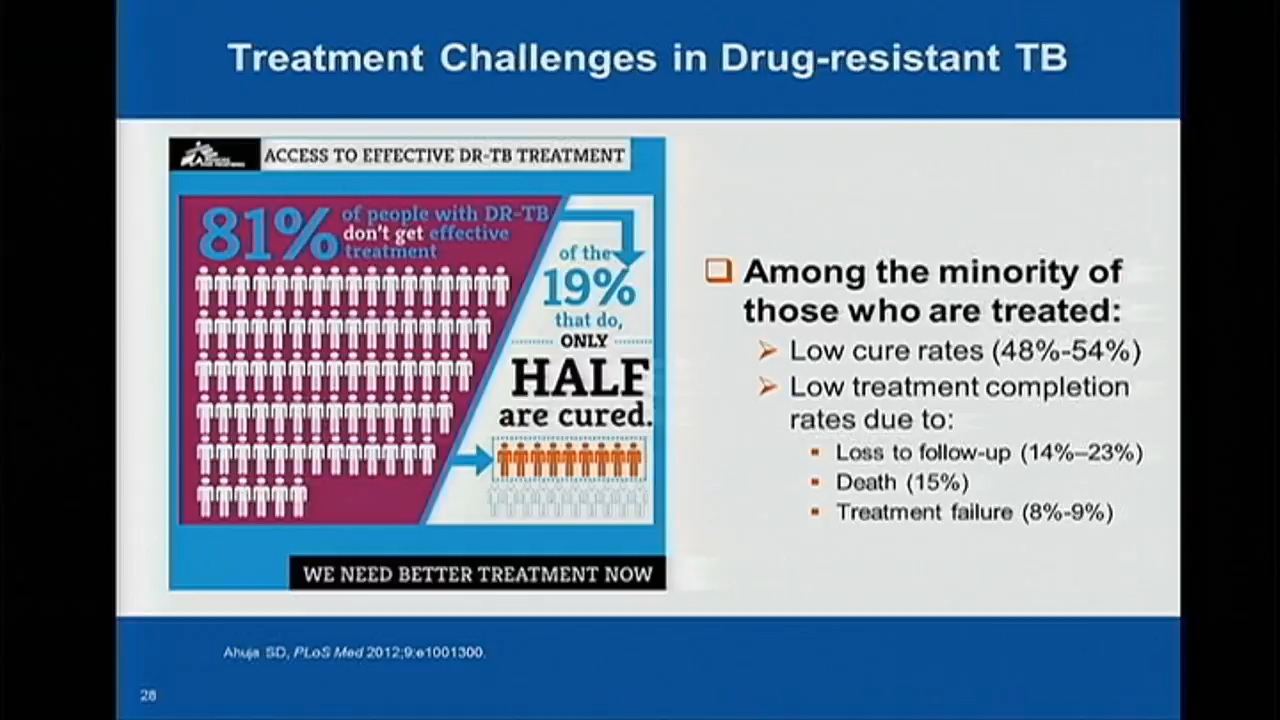 Treatment Challenges in Drug-resistant TB
ACCESS TO EFFECTIVE DR-TB TREATMENT
81% of people with DR-TB
don't get effective
treatment
of the
19%
that do,
ONLY
HALF
are cured.
WE NEED BETTER TREATMENT NOW
❑ Among the minority of
those who are treated:
➢ Low cure rates (48%-54%)
➢ Low treatment completion
rates due to:
▪ Loss to follow-up (14%–23%)
▪ Death (15%)
▪ Treatment failure (8%-9%)
Ahuja SD, PLoS Med 2012;9:e1001300.
28